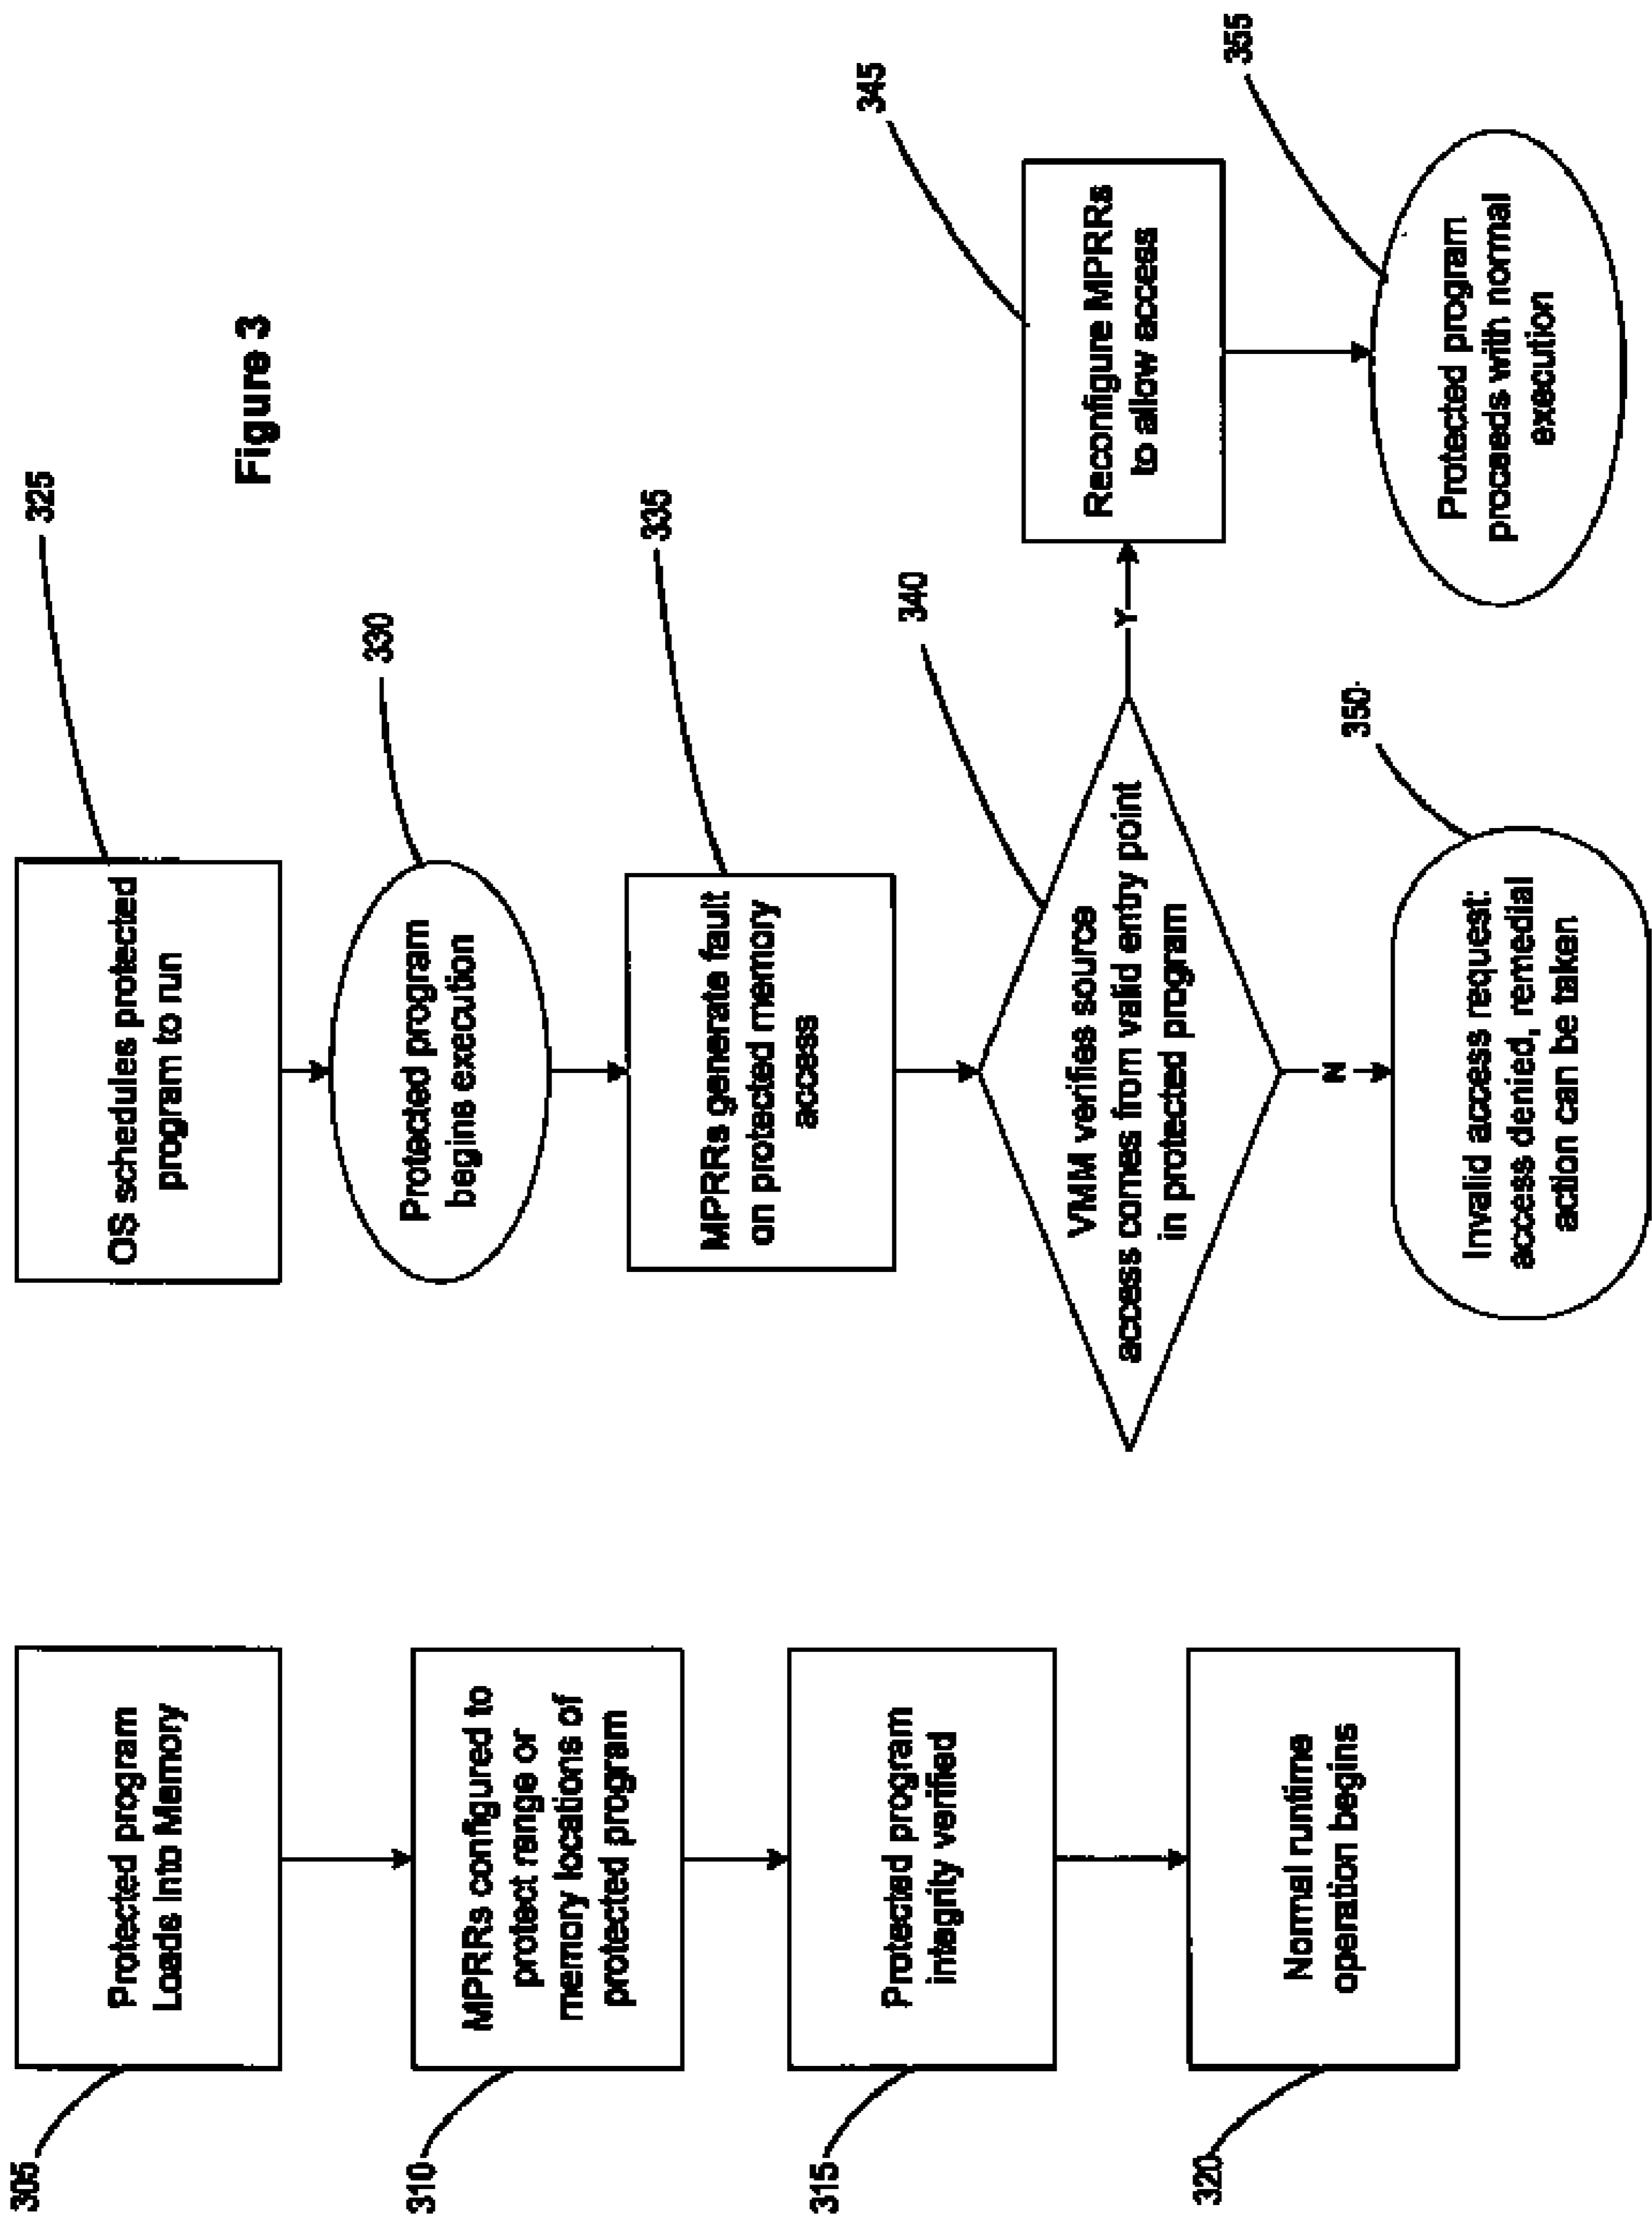 305
Protected program
Loads into Memory
310
MPRRs configured to
protect range or
memory locations of
protected program
315
Protected program
integrity verified
320
Normal runtime
operation begins
325
OS schedules protected
program to run
330
Protected program
begins execution
335
MPRRs generate fault
on protected memory
access
340
VMM verifies source
access comes from valid entry point
in protected program
Y
N
345
Reconfigure MPRRs
to allow access
350
Invalid access request:
access denied, remedial
action can be taken
355
Protected program
proceeds with normal
execution
Figure 3